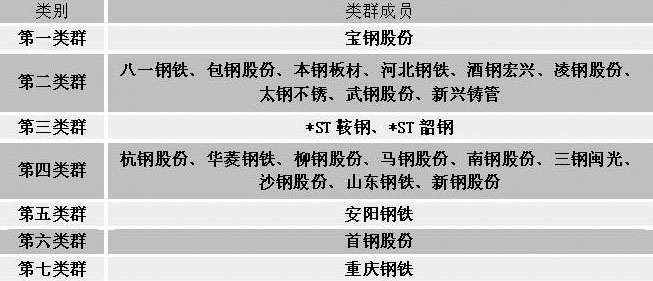 类别 类群成员
第一类群 宝钢股份
八一钢铁、包钢股份、本钢板材、河北钢铁、酒钢宏兴、凌钢股份、
第二类群
太钢不锈、武钢股份、新兴铸管
第三类群 *ST 鞍钢、*ST 韶钢
杭钢股份、华菱钢铁、柳钢股份、马钢股份、南钢股份、三钢闽光、
第四类群
沙钢股份、山东钢铁、新钢股份
第五类群 安阳钢铁
第六类群 首钢股份
第七类群 重庆钢铁